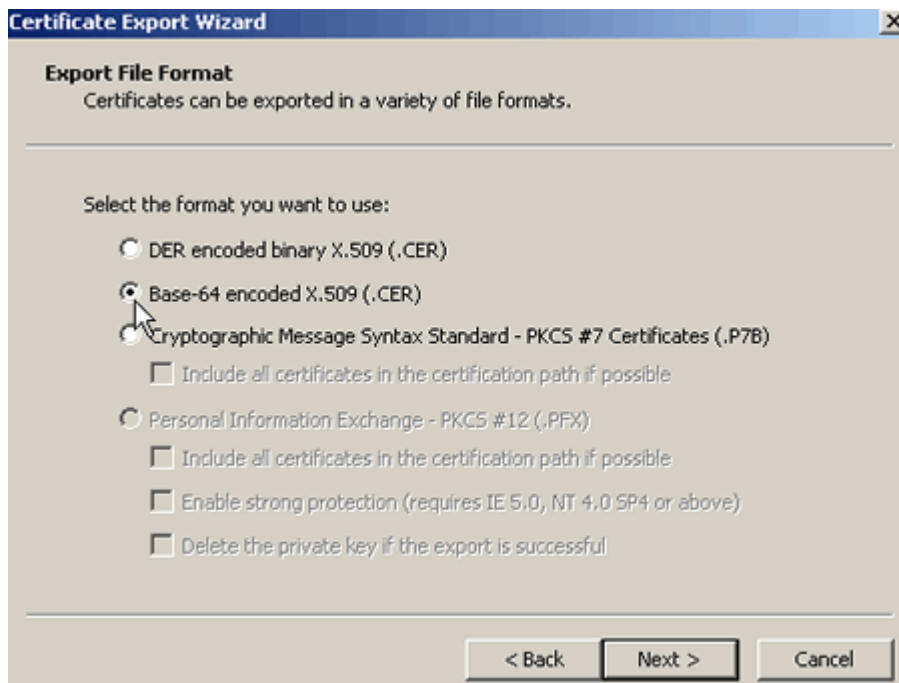 Certificate Export Wizard
Export File Format
Certificates can be exported in a variety of file formats.
Select the format you want to use:
DER encoded binary X.509 (.CER)
Base-64 encoded X.509 (.CER)
Cryptographic Message Syntax Standard - PKCS #7 Certificates (.P7B)
Include all certificates in the certification path if possible
Personal Information Exchange - PKCS #12 (.PFX)
Include all certificates in the certification path if possible
Enable strong protection (requires IE 5.0, NT 4.0 SP4 or above)
Delete the private key if the export is successful
< Back Next > Cancel